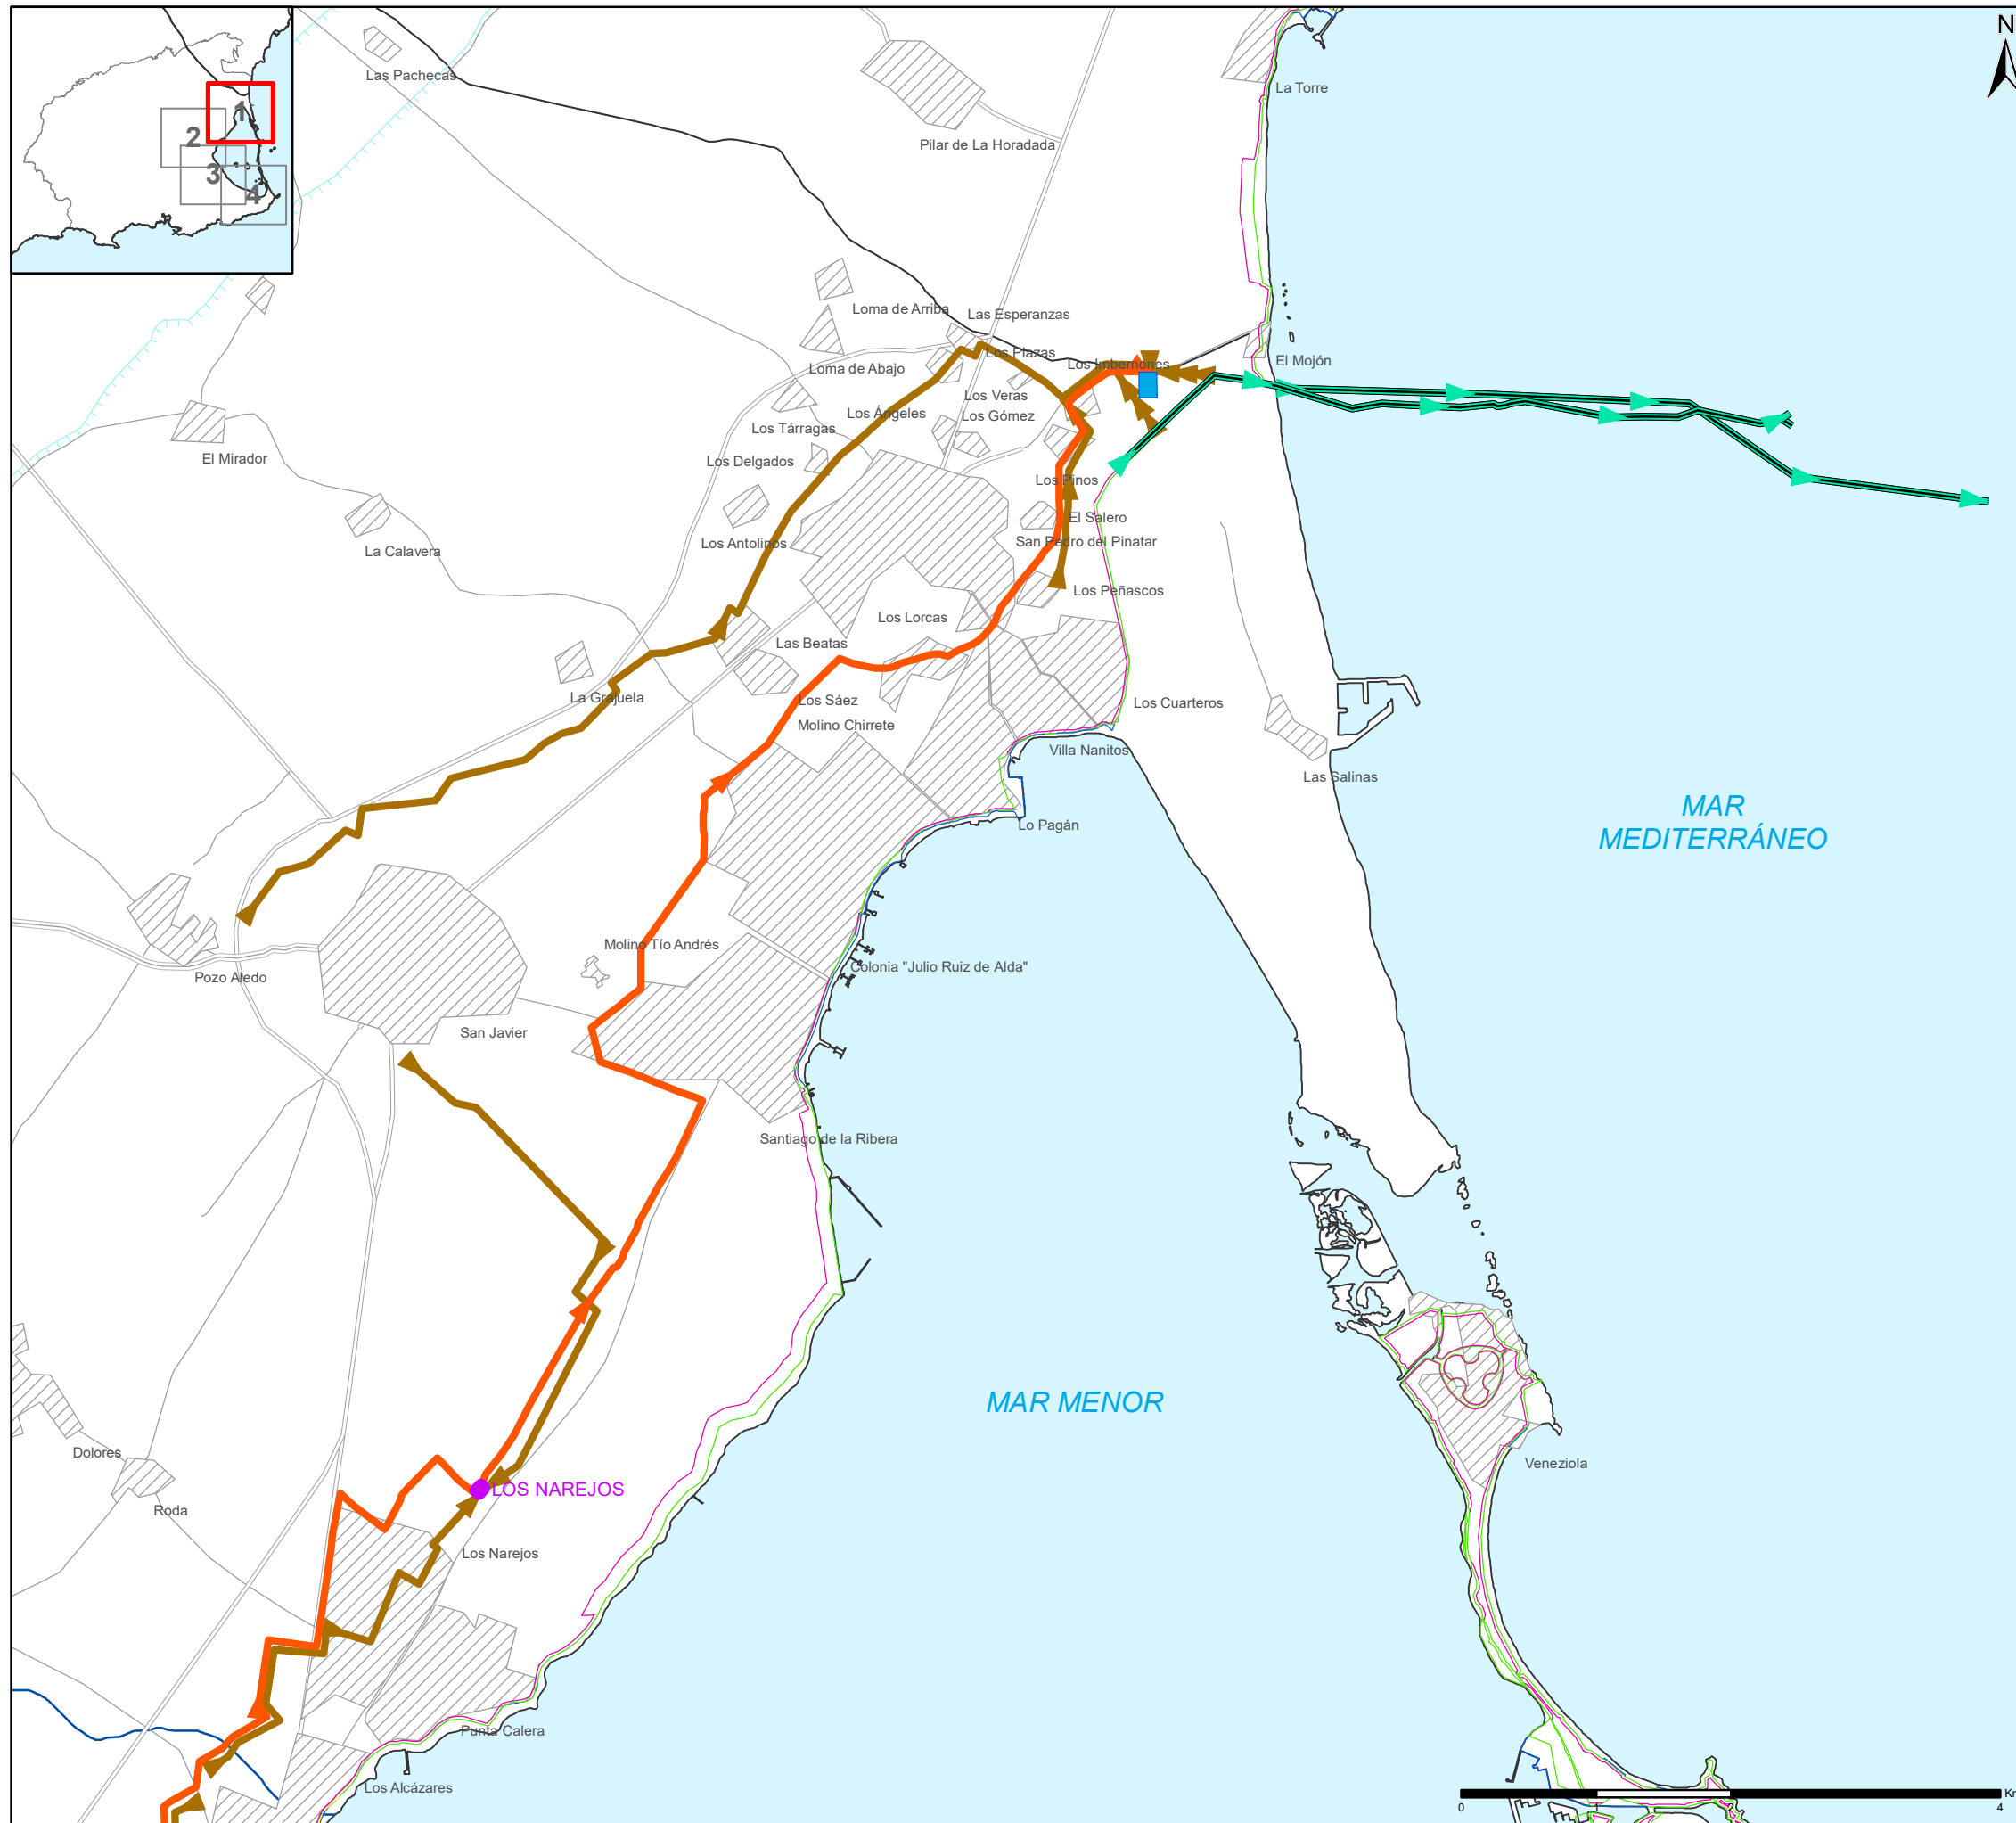 N
1
2
3
4
Las Pachecas
La Torre
Pilar de La Horadada
Loma de Arriba
Las Esperanzas
Los Plazas
El Mojón
Los Imbernones
Loma de Abajo
Los Veras
Los Ángeles
Los Gómez
Los Tárragas
El Mirador
Los Delgados
Los Pinos
El Salero
San Pedro del Pinatar
Los Antolinos
La Calavera
Los Peñascos
Los Lorcas
Las Beatas
La Grajuela
Los Sáez
Los Cuarteros
Molino Chirrete
Villa Nanitos
Las Salinas
MAR
MEDITERRÁNEO
Lo Pagán
Molino Tío Andrés
Colonia "Julio Ruiz de Alda"
Pozo Aledo
San Javier
Santiago de la Ribera
MAR MENOR
Dolores
Veneziola
LOS NAREJOS
Roda
Los Narejos
Punta Calera
Los Alcázares
0
1
2
4
Km